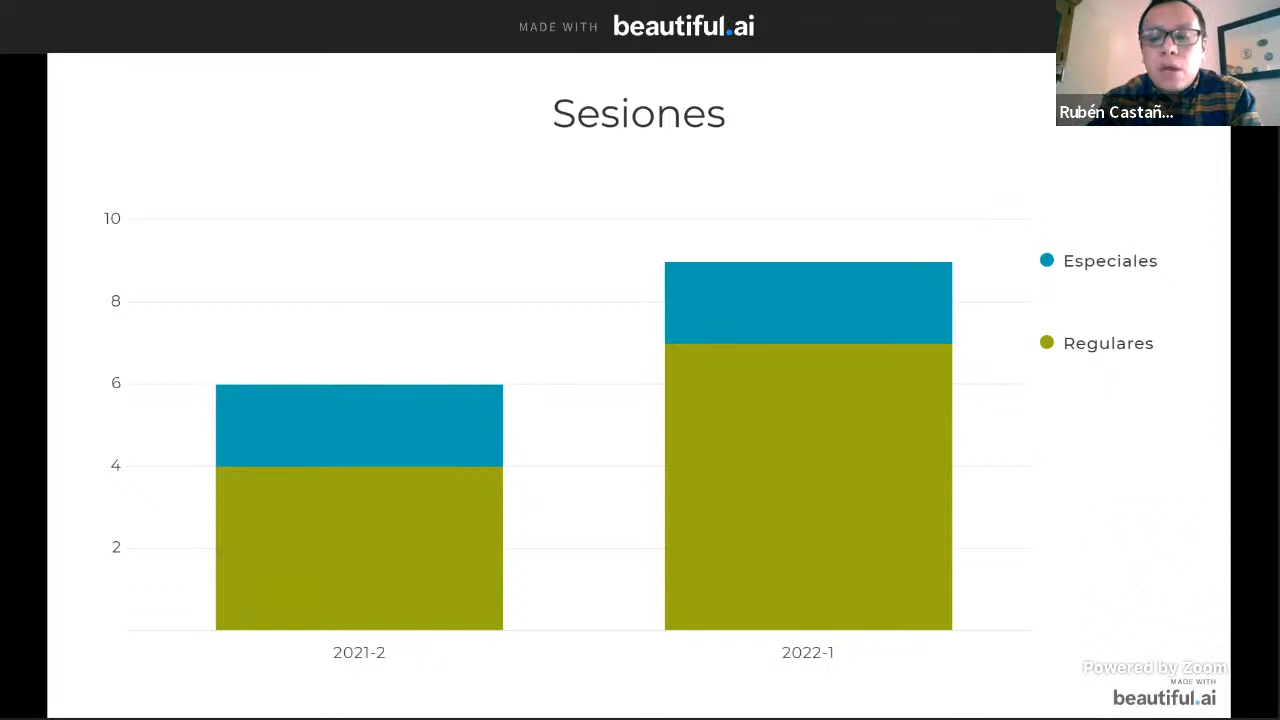 MADE WITH beautiful.ai
Rubén Castañ...
Sesiones
10
8
6
4
2
Especiales
Regulares
2021-2
2022-1
Powered by Zoom
MADE WITH
beautiful.ai